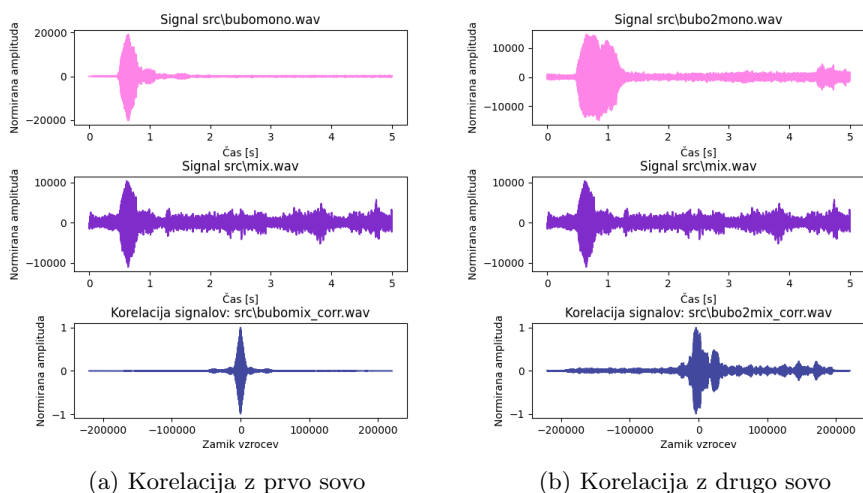 Signal src\bubomono.wav
Normirana amplituda
20000
0
−20000
0 1 2 3 4 5
Čas [s]
Signal src\mix.wav
Normirana amplituda
10000
0
−10000
0 1 2 3 4 5
Čas [s]
Korelacija signalov: src\bubomix_corr.wav
Normirana amplituda
1
0
−1
−200000 −100000 0 100000 200000
Zamik vzrocev
(a) Korelacija z prvo sovo
Signal src\bubo2mono.wav
Normirana amplituda
10000
0
−10000
0 1 2 3 4 5
Čas [s]
Signal src\mix.wav
Normirana amplituda
10000
0
−10000
0 1 2 3 4 5
Čas [s]
Korelacija signalov: src\bubo2mix_corr.wav
Normirana amplituda
1
0
−1
−200000 −100000 0 100000 200000
Zamik vzrocev
(b) Korelacija z drugo sovo